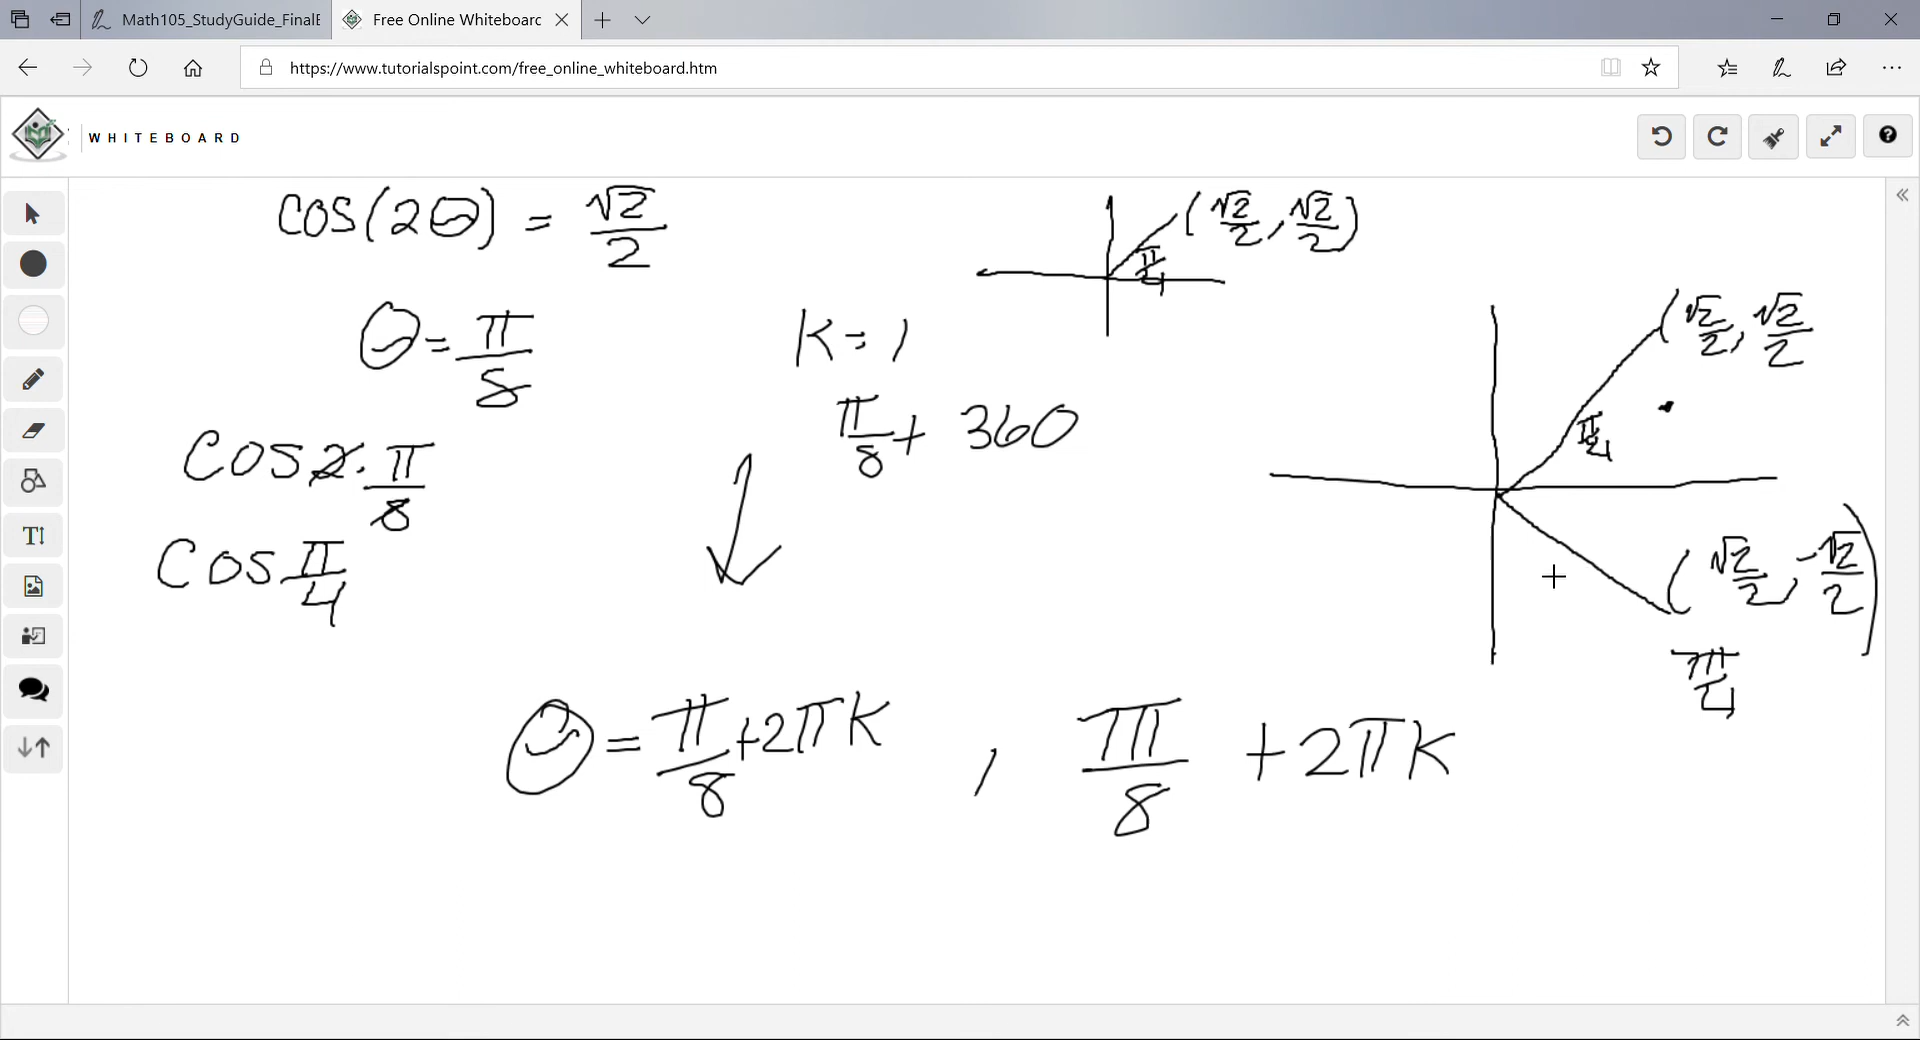 Math105_StudyGuide_FinalE
Free Online Whiteboard
https://www.tutorialspoint.com/free_online_whiteboard.htm
WHITEBOARD
cos(2θ) = √2/2
(√2/2, √2/2)
π/4
θ = π/8
K = 1
(√2/2, √2/2
π/8 + 360
π/4
cos 2 · π/8
cos π/4
(√2/2, -√2/2)
7π/4
θ = π/8 + 2πK , 7π/8 + 2πK